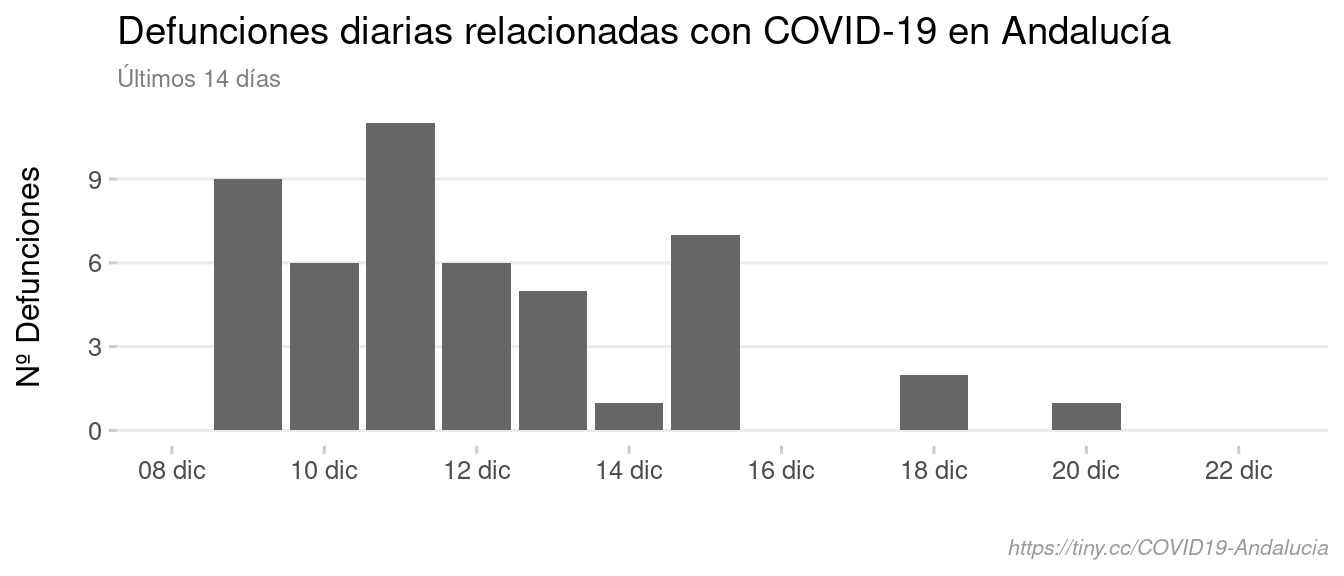 Defunciones diarias relacionadas con COVID-19 en Andalucía
Últimos 14 días
Nº Defunciones
9
6
3
0
08 dic 10 dic 12 dic 14 dic 16 dic 18 dic 20 dic 22 dic
https://tiny.cc/COVID19-Andalucia